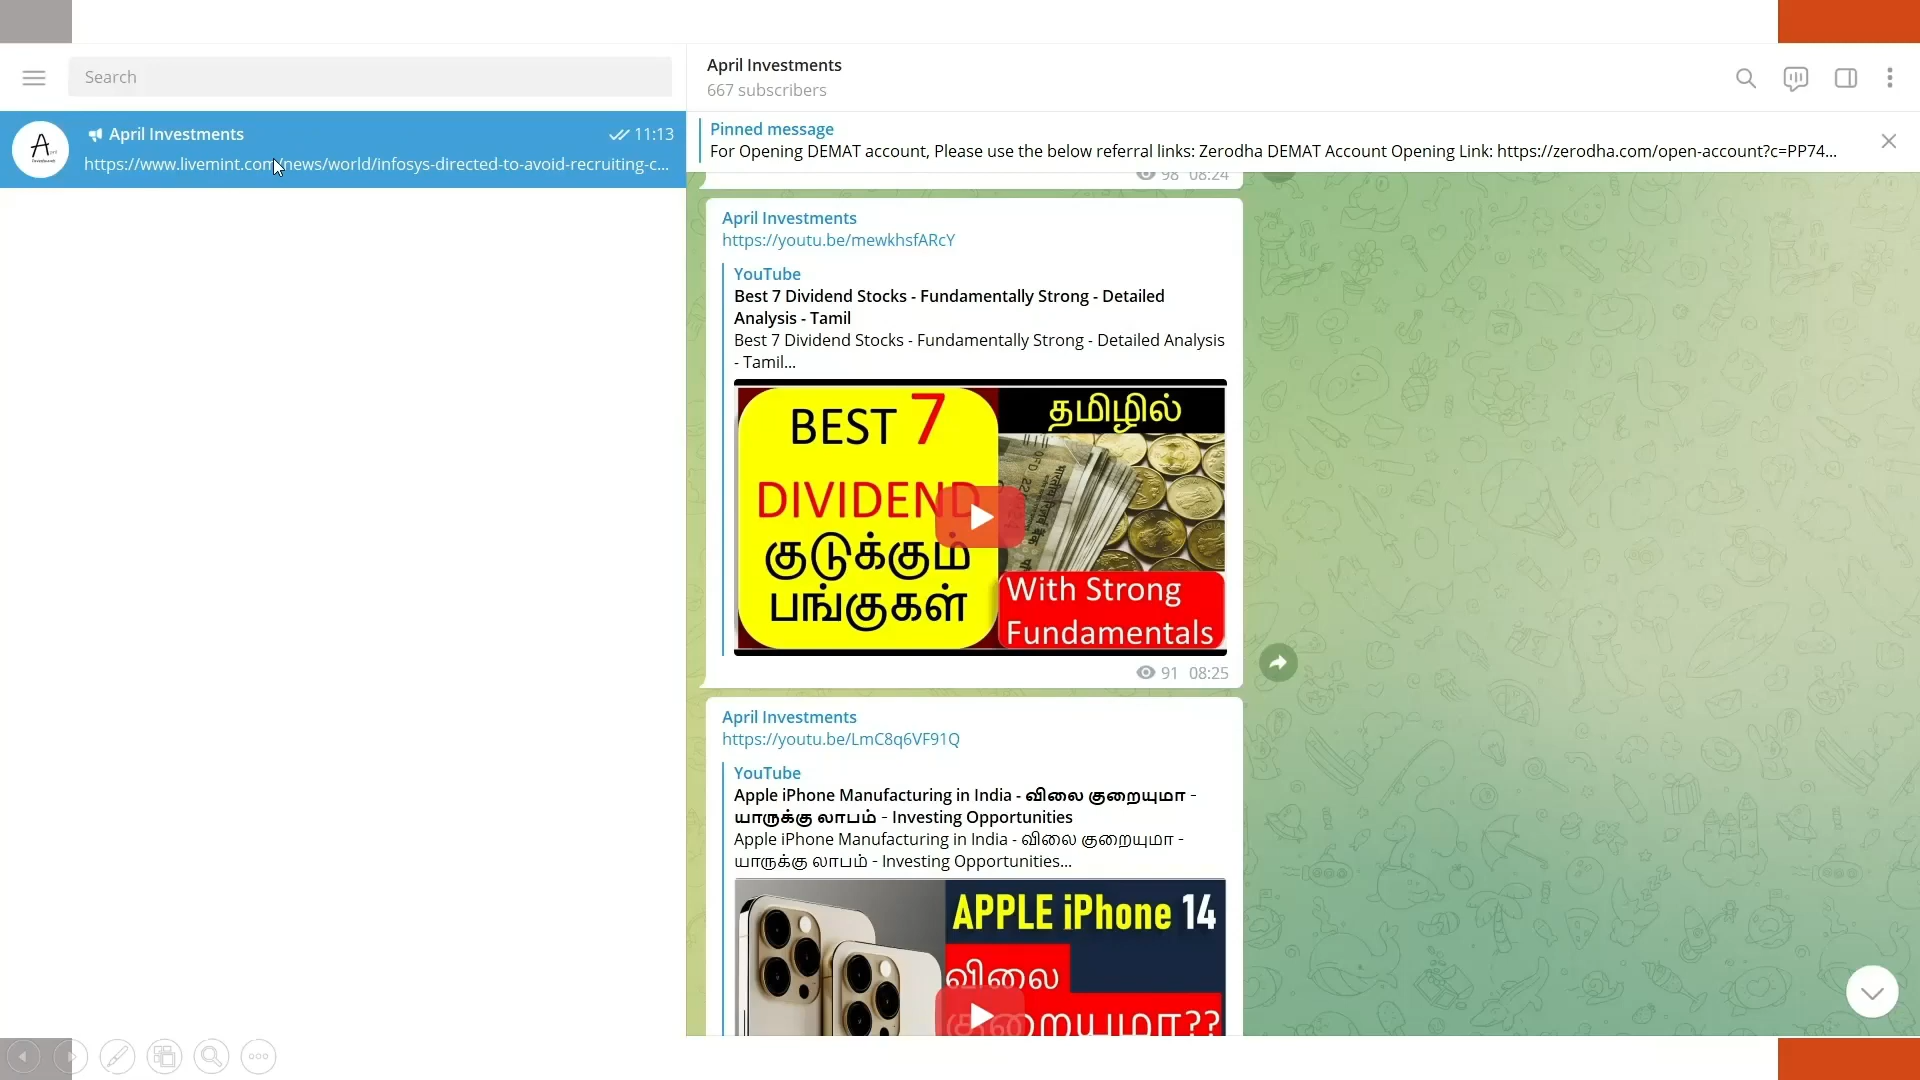 Search
April Investments
667 subscribers
April Investments
11:13
https://www.livemint.com/news/world/infosys-directed-to-avoid-recruiting-c...
Pinned message
For Opening DEMAT account, Please use the below referral links: Zerodha DEMAT Account Opening Link: https://zerodha.com/open-account?c=PP74...
98 08:24
April Investments
https://youtu.be/mewkhsfARcY
YouTube
Best 7 Dividend Stocks - Fundamentally Strong - Detailed
Analysis - Tamil
Best 7 Dividend Stocks - Fundamentally Strong - Detailed Analysis
- Tamil...
BEST 7
DIVIDEND
குடுக்கும்
பங்குகள்
தமிழில்
With Strong
Fundamentals
91 08:25
April Investments
https://youtu.be/LmC8q6VF91Q
YouTube
Apple iPhone Manufacturing in India - விலை குறையுமா -
யாருக்கு லாபம் - Investing Opportunities
Apple iPhone Manufacturing in India - விலை குறையுமா -
யாருக்கு லாபம் - Investing Opportunities...
APPLE iPhone 14
விலை
குறையுமா??